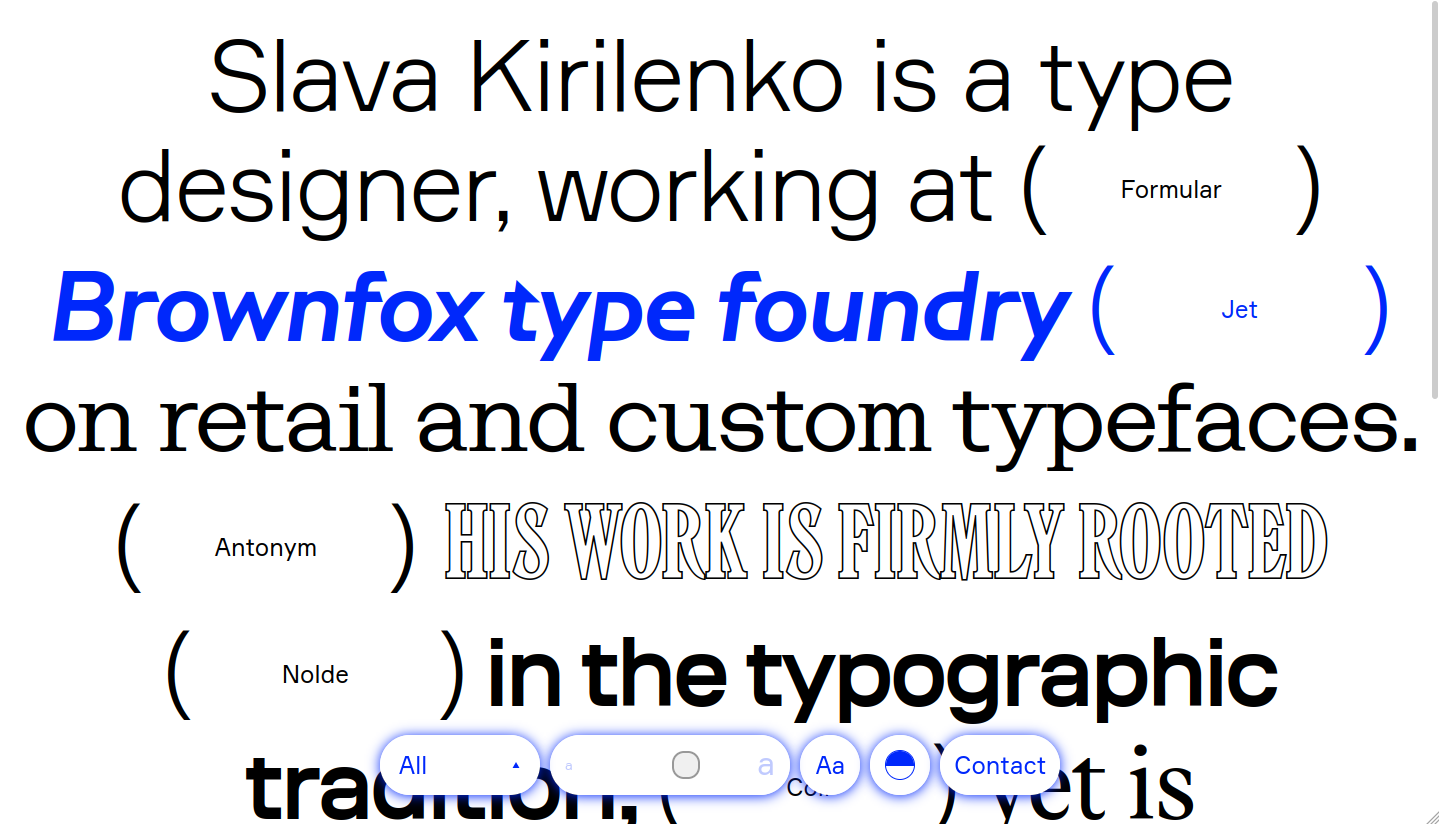 Slava Kirilenko is a type
designer, working at ( Formular )
Brownfox type foundry ( Jet )
on retail and custom typefaces.
( Antonym ) HIS WORK IS FIRMLY ROOTED
( Nolde ) in the typographic
tradition, ( ) yet is
All a a Aa Contact